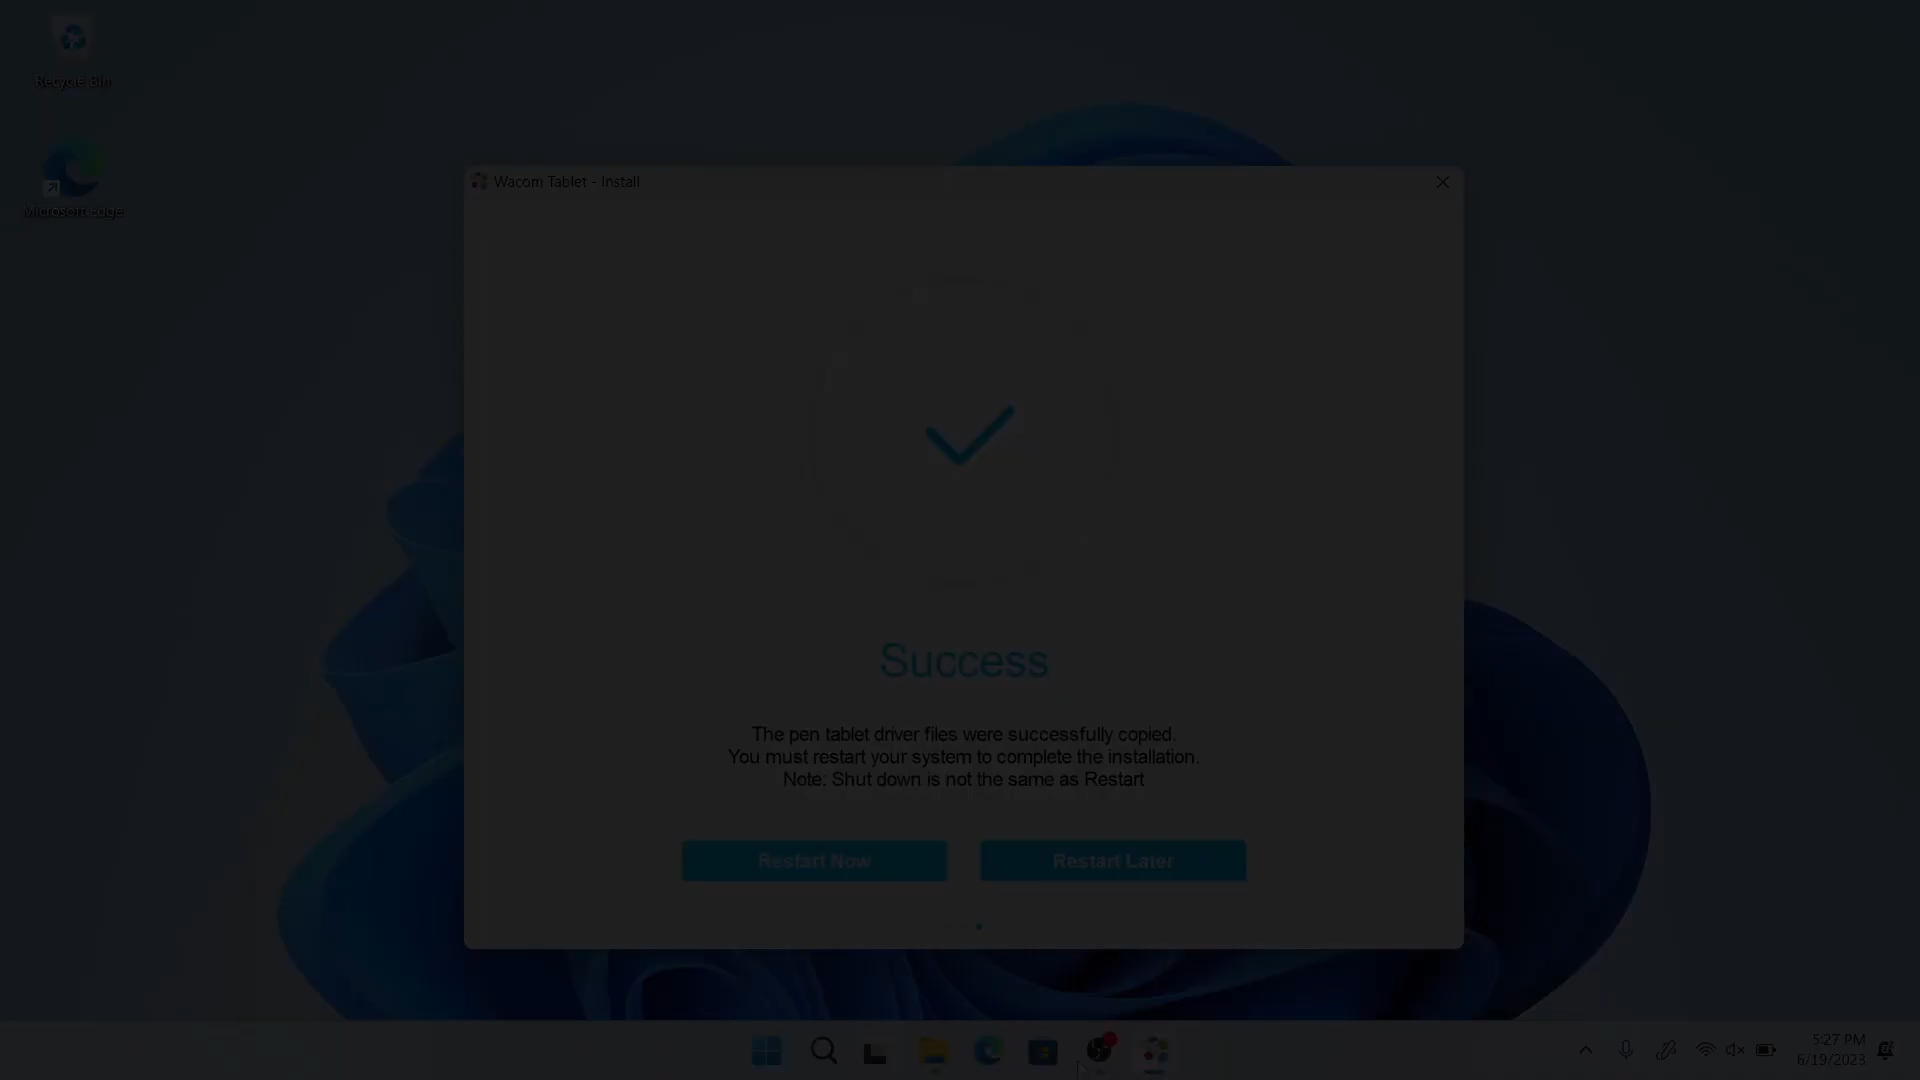 Recycle Bin
Microsoft Edge
Wacom Tablet - Install
Success
The pen tablet driver files were successfully copied.
You must restart your system to complete the installation.
Note: Shut down is not the same as Restart
Restart Now
Restart Later
5:27 PM
6/19/2023